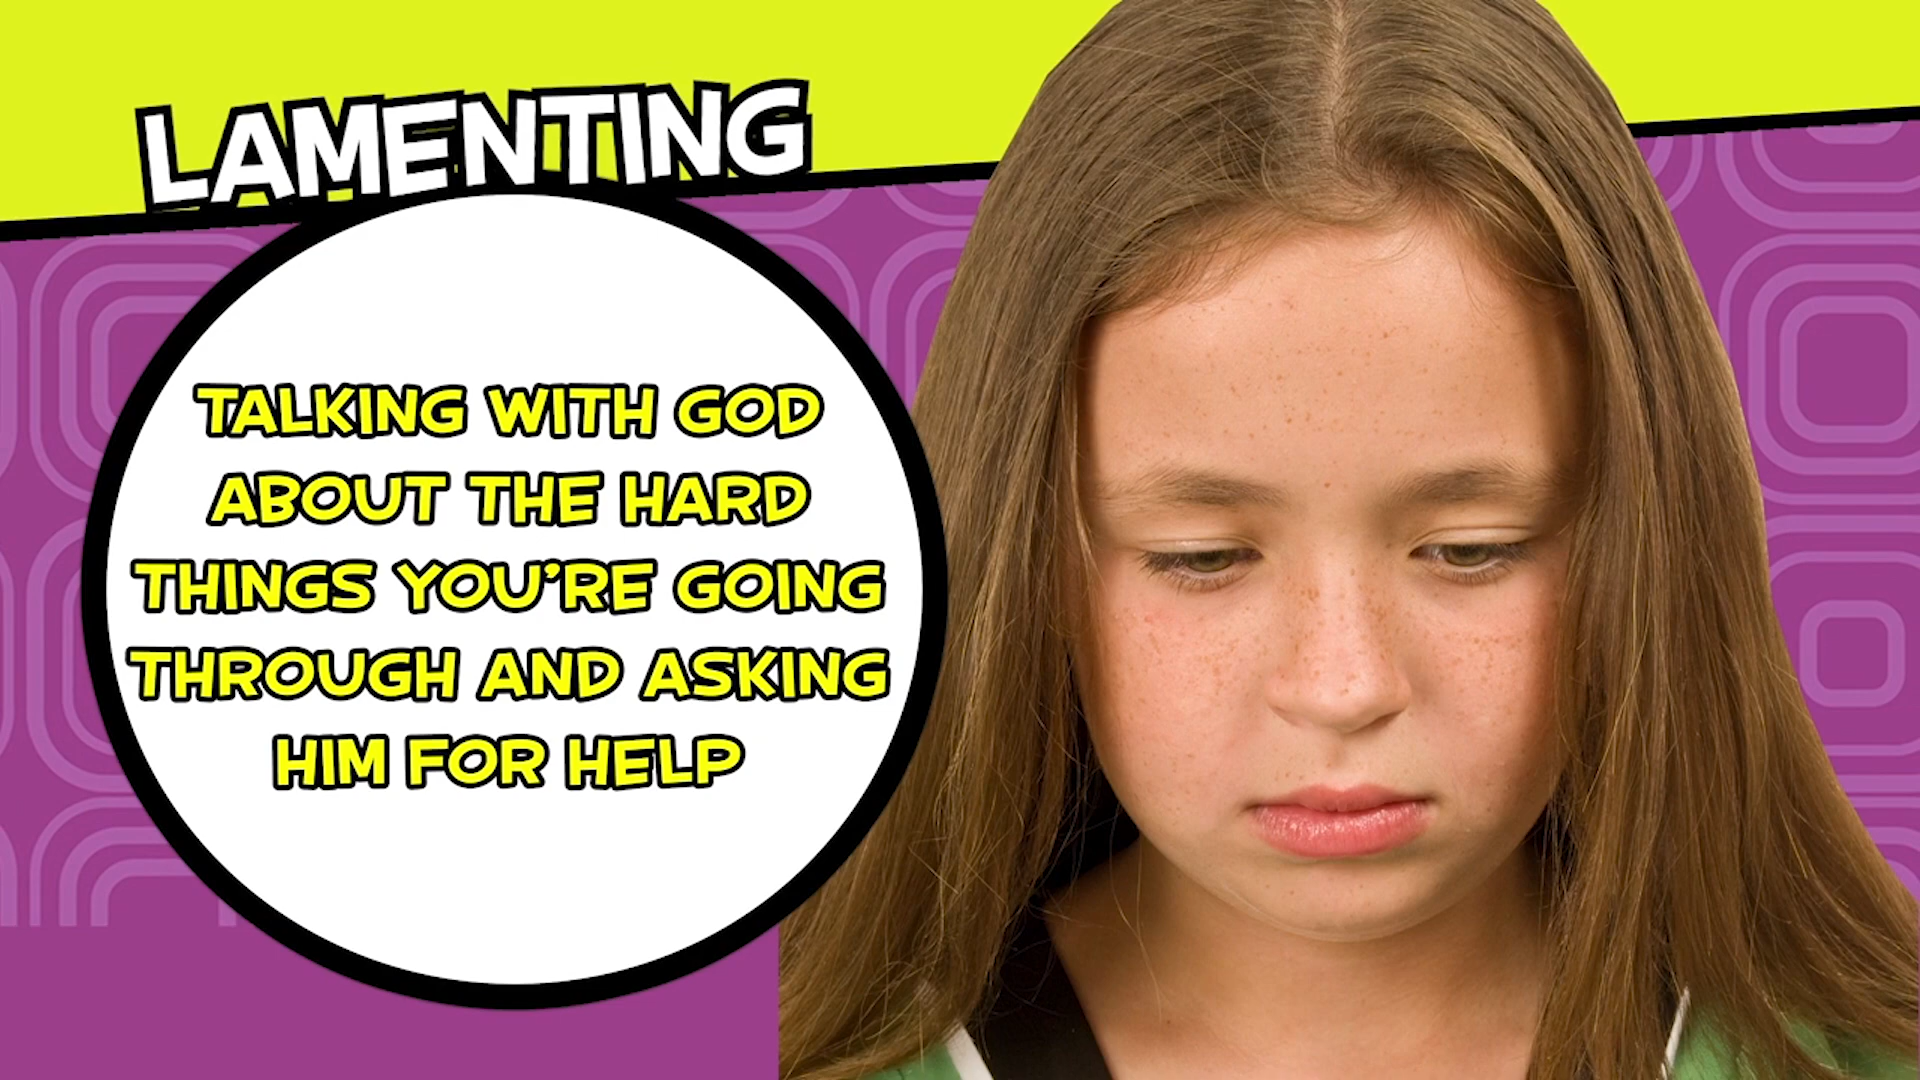 LAMENTING
TALKING WITH GOD
ABOUT THE HARD
THINGS YOU'RE GOING
THROUGH AND ASKING
HIM FOR HELP